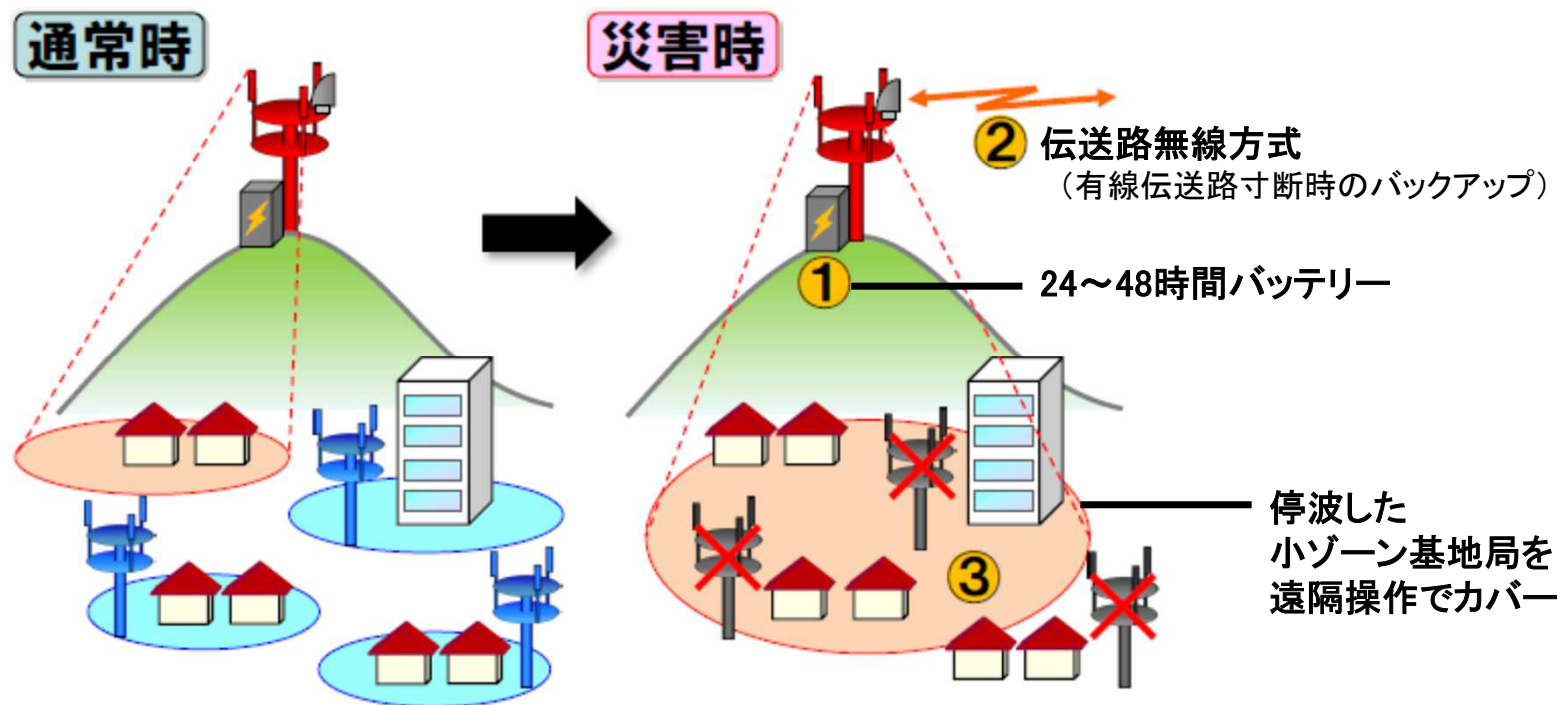 通常時
災害時
② 伝送路無線方式
（有線伝送路寸断時のバックアップ）
① 24～48時間バッテリー
停波した
小ゾーン基地局を
③ 遠隔操作でカバー